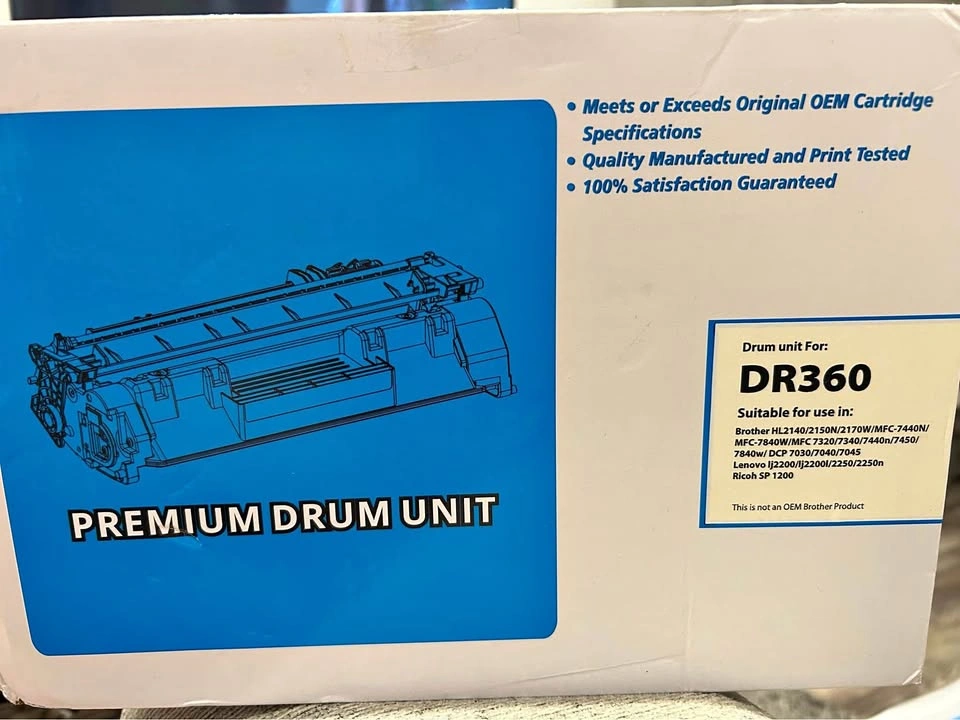 • Meets or Exceeds Original OEM Cartridge
Specifications
• Quality Manufactured and Print Tested
• 100% Satisfaction Guaranteed
PREMIUM DRUM UNIT
Drum unit For:
DR360
Suitable for use in:
Brother HL2140/2150N/2170W/MFC-7440N/
MFC-7840W/MFC 7320/7340/7440n/7450/
7840w/ DCP 7030/7040/7045
Lenovo lj2200/lj2200l/2250/2250n
Ricoh SP 1200
This is not an OEM Brother Product